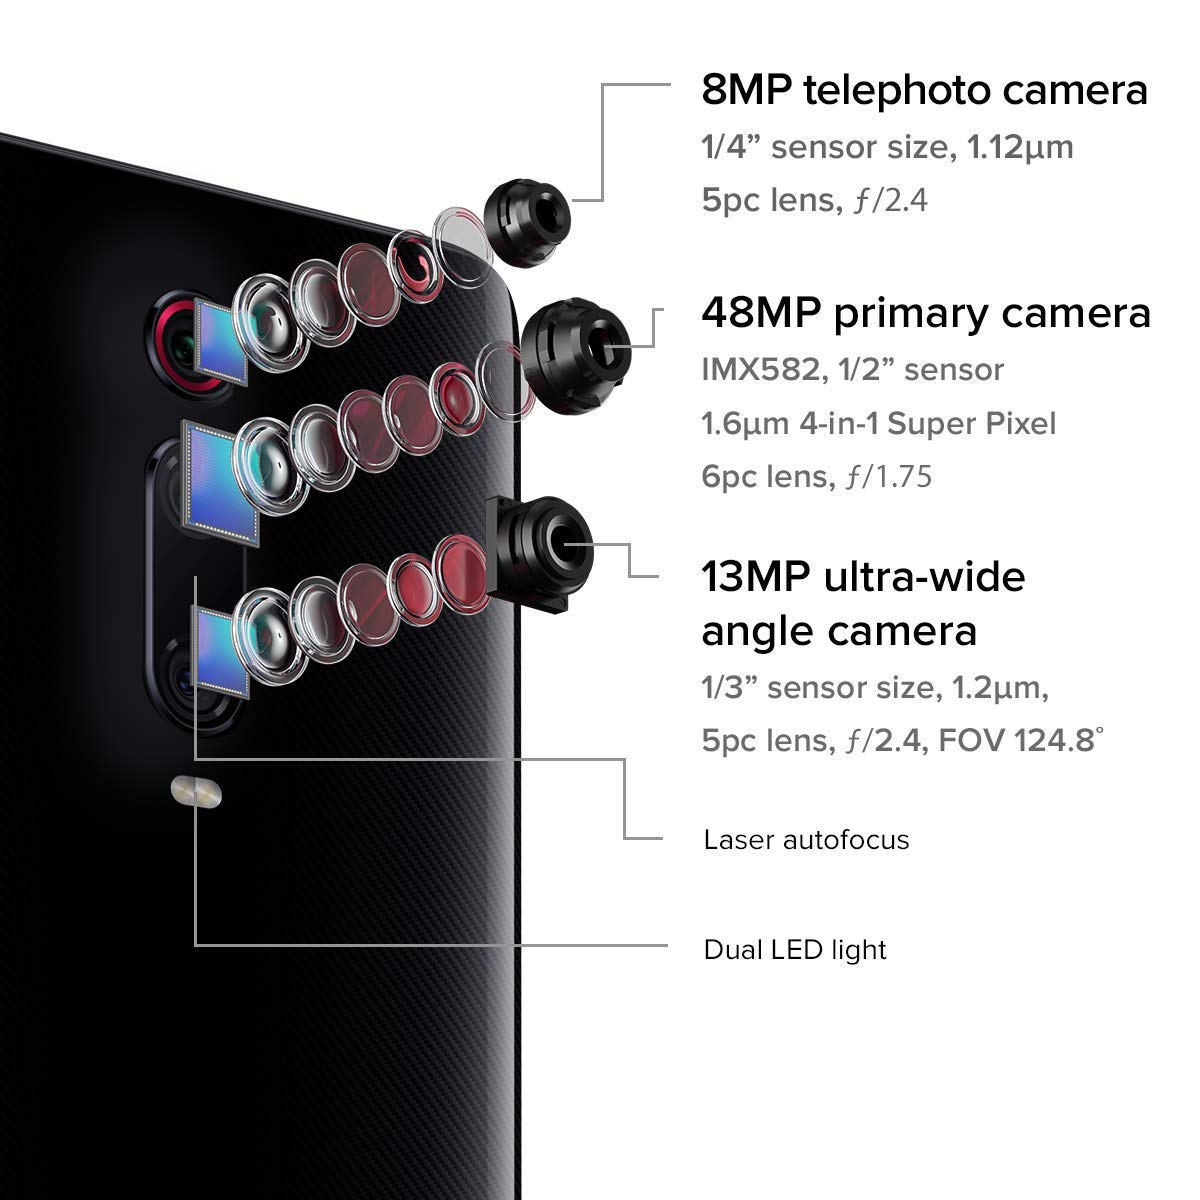 8MP telephoto camera
1/4” sensor size, 1.12μm
5pc lens, ƒ/2.4
48MP primary camera
IMX582, 1/2” sensor
1.6μm 4-in-1 Super Pixel
6pc lens, ƒ/1.75
13MP ultra-wide
angle camera
1/3” sensor size, 1.2μm,
5pc lens, ƒ/2.4, FOV 124.8°
Laser autofocus
Dual LED light